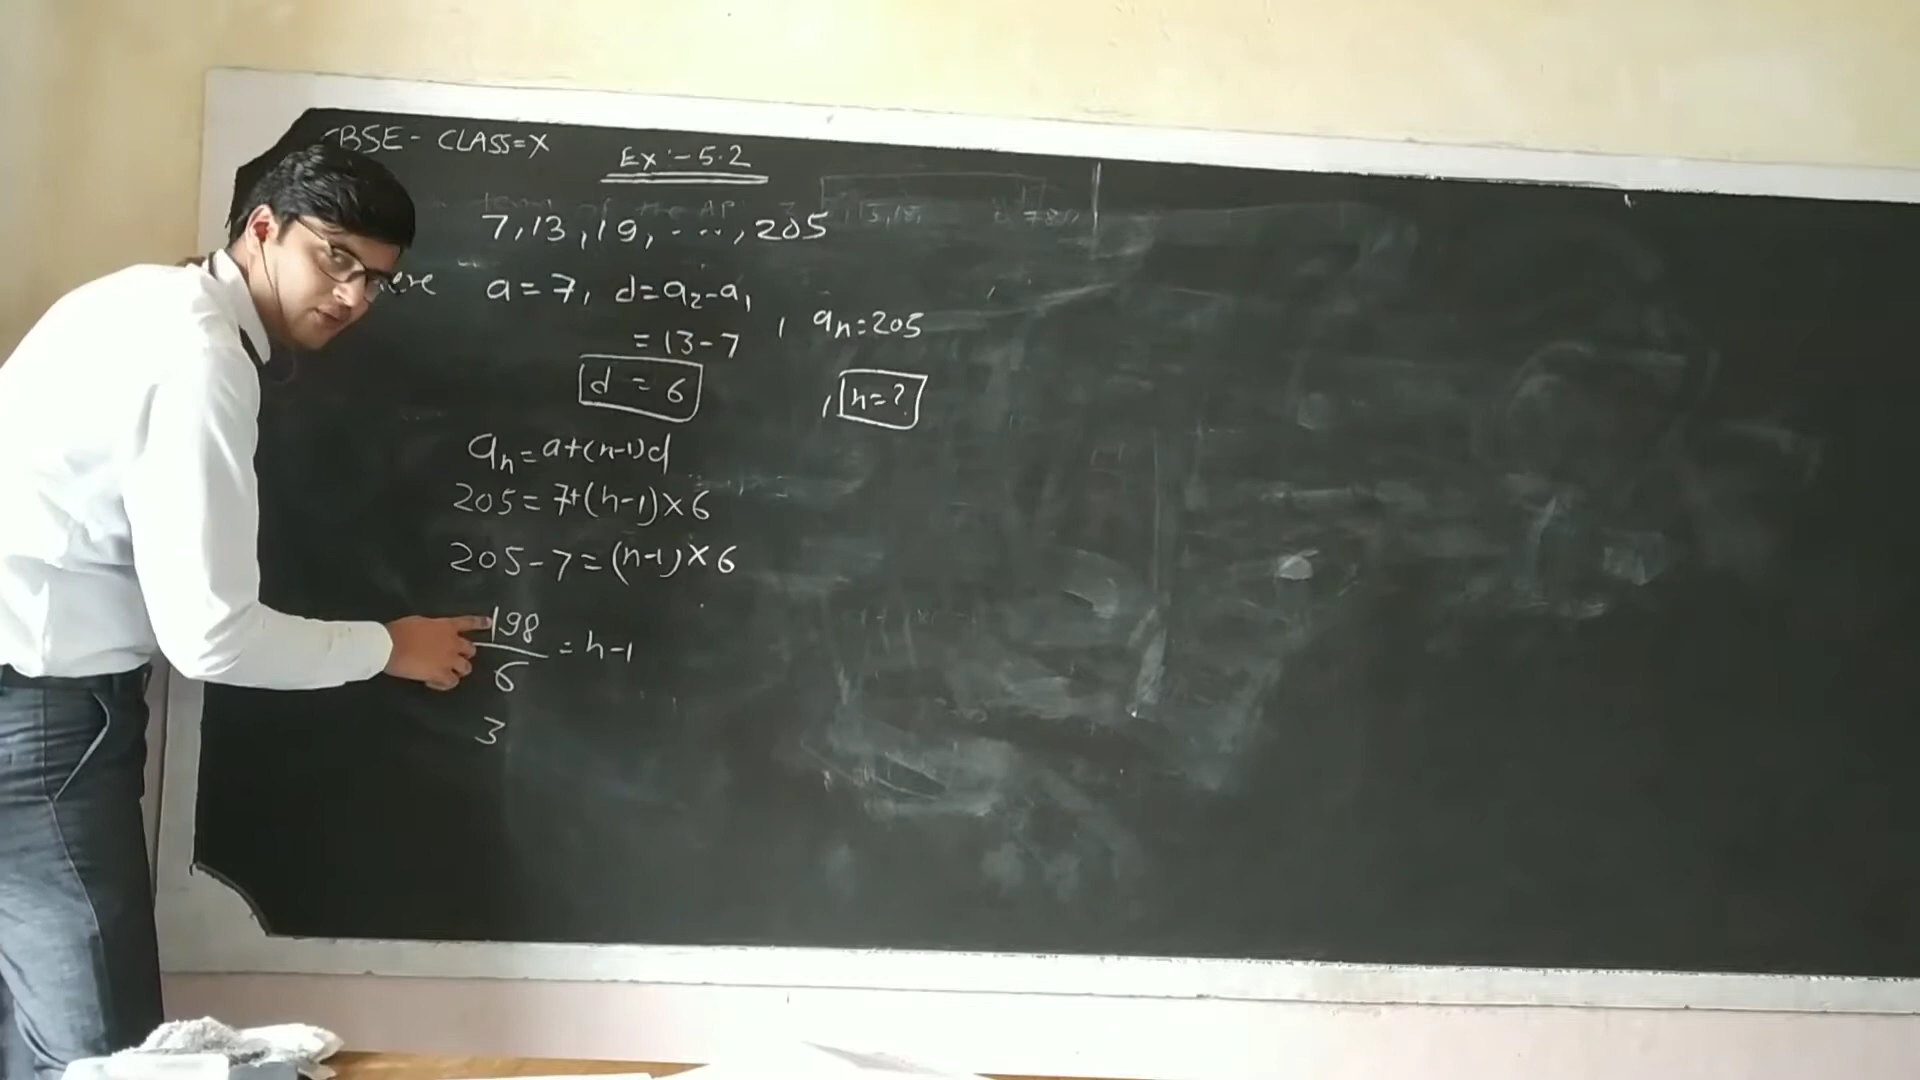 CBSE - CLASS=X
Ex:-5.2
7, 13, 19, ..., 205
a=7, d=a₂-a₁
=13-7
, aₙ=205
d = 6
, n=?
aₙ=a+(n-1)d
205=7+(n-1)×6
205-7=(n-1)×6
198/6 = n-1
3